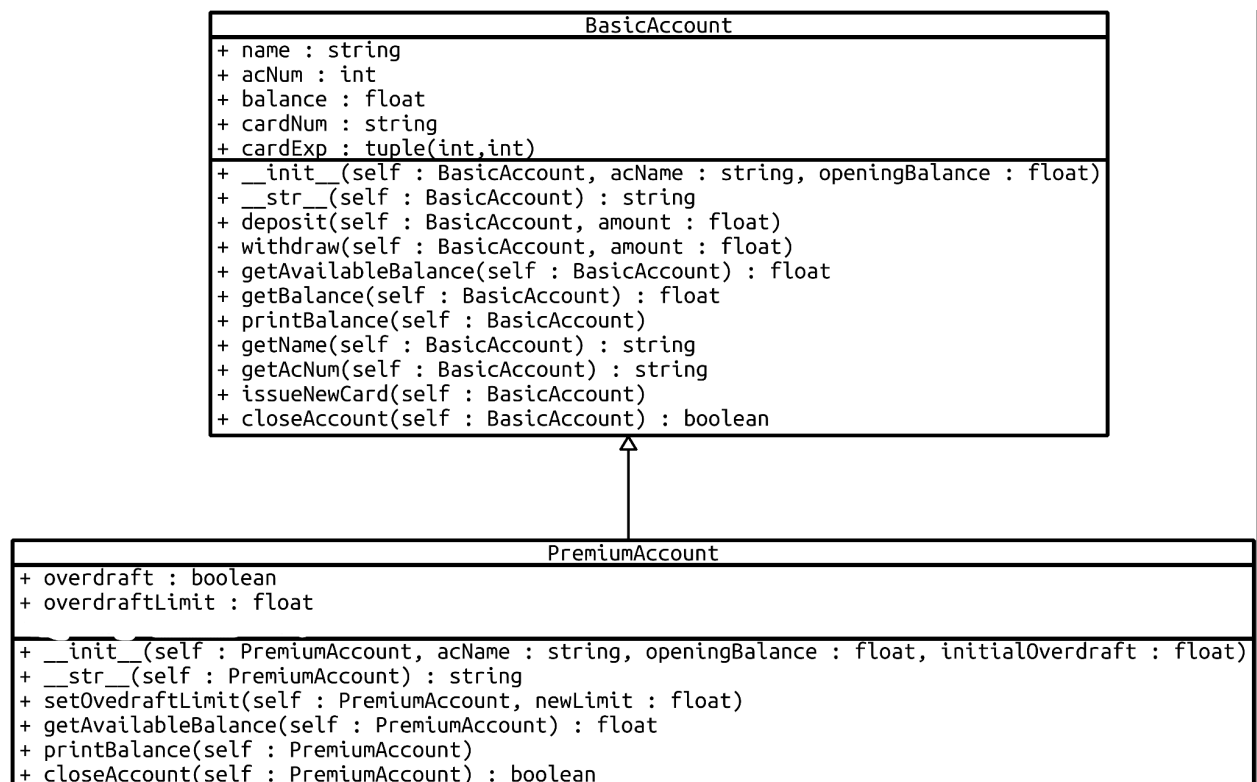 BasicAccount
+ name : string
+ acNum : int
+ balance : float
+ cardNum : string
+ cardExp : tuple(int,int)
+ __init__(self : BasicAccount, acName : string, openingBalance : float)
+ __str__(self : BasicAccount) : string
+ deposit(self : BasicAccount, amount : float)
+ withdraw(self : BasicAccount, amount : float)
+ getAvailableBalance(self : BasicAccount) : float
+ getBalance(self : BasicAccount) : float
+ printBalance(self : BasicAccount)
+ getName(self : BasicAccount) : string
+ getAcNum(self : BasicAccount) : string
+ issueNewCard(self : BasicAccount)
+ closeAccount(self : BasicAccount) : boolean
PremiumAccount
+ overdraft : boolean
+ overdraftLimit : float
+ __init__(self : PremiumAccount, acName : string, openingBalance : float, initialOverdraft : float)
+ __str__(self : PremiumAccount) : string
+ setOvedraftLimit(self : PremiumAccount, newLimit : float)
+ getAvailableBalance(self : PremiumAccount) : float
+ printBalance(self : PremiumAccount)
+ closeAccount(self : PremiumAccount) : boolean